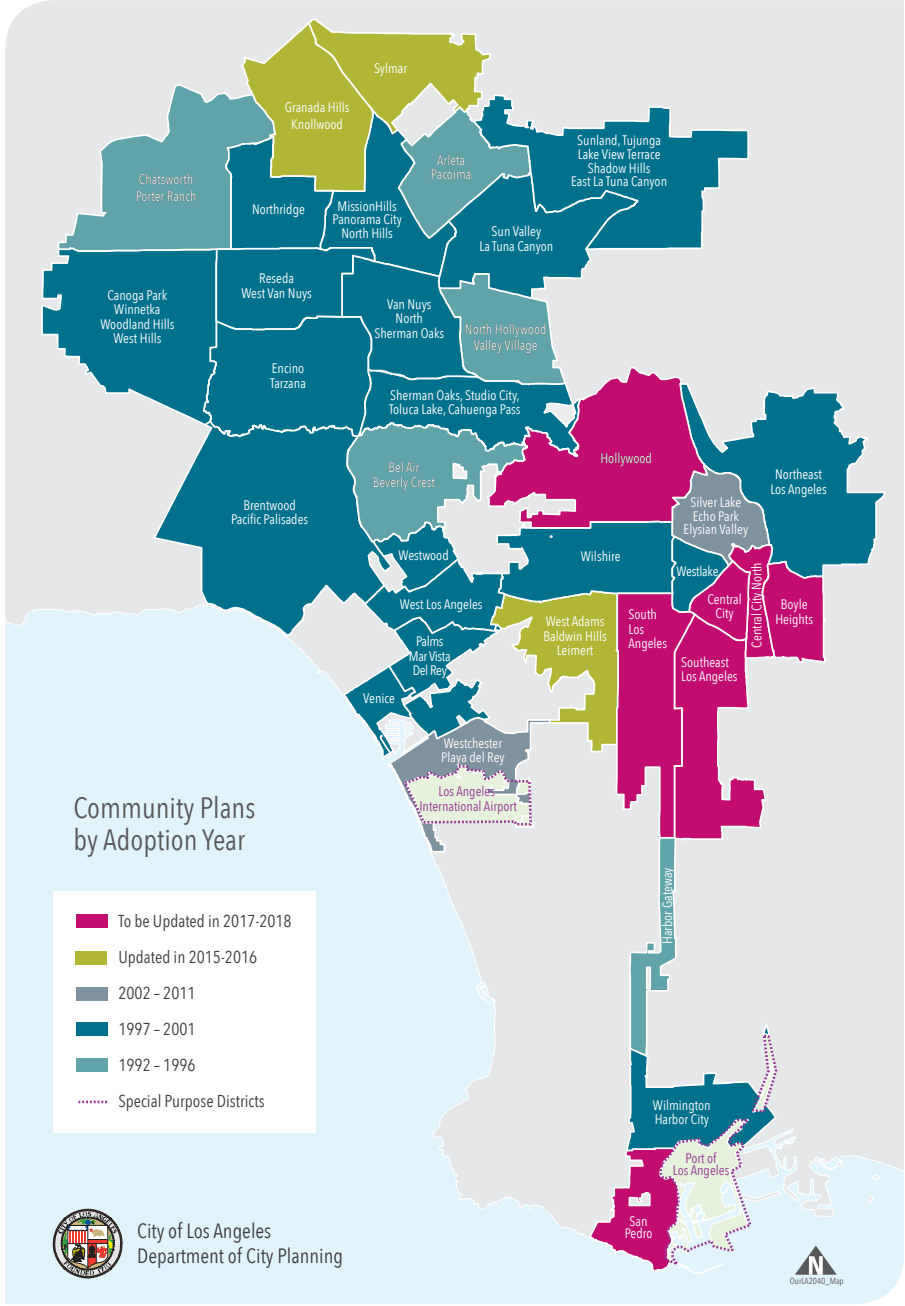 Sylmar
Granada Hills
Knollwood
Sunland, Tujunga
Lake View Terrace
Shadow Hills
East La Tuna Canyon
Arleta
Pacoima
Chatsworth
Porter Ranch
Northridge
MissionHills
Panorama City
North Hills
Sun Valley
La Tuna Canyon
Reseda
West Van Nuys
Canoga Park
Winnetka
Woodland Hills
West Hills
Van Nuys
North
Sherman Oaks
North Hollywood
Valley Village
Encino
Tarzana
Sherman Oaks, Studio City,
Toluca Lake, Cahuenga Pass
Hollywood
Bel Air
Beverly Crest
Northeast
Los Angeles
Brentwood
Pacific Palisades
Silver Lake
Echo Park
Elysian Valley
Westwood
Wilshire
Westlake
West Los Angeles
Central
City
Central City North
Boyle
Heights
West Adams
Baldwin Hills
Leimert
South
Los
Angeles
Palms
Mar Vista
Del Rey
Southeast
Los Angeles
Venice
Westchester
Playa del Rey
Los Angeles
International Airport
Community Plans
by Adoption Year
To be Updated in 2017-2018
Updated in 2015-2016
2002 – 2011
1997 – 2001
1992 – 1996
Special Purpose Districts
Harbor Gateway
Wilmington
Harbor City
Port of
Los Angeles
San
Pedro
CITY OF LOS ANGELES
FOUNDED 1781
City of Los Angeles
Department of City Planning
N
OurLA2040_Map